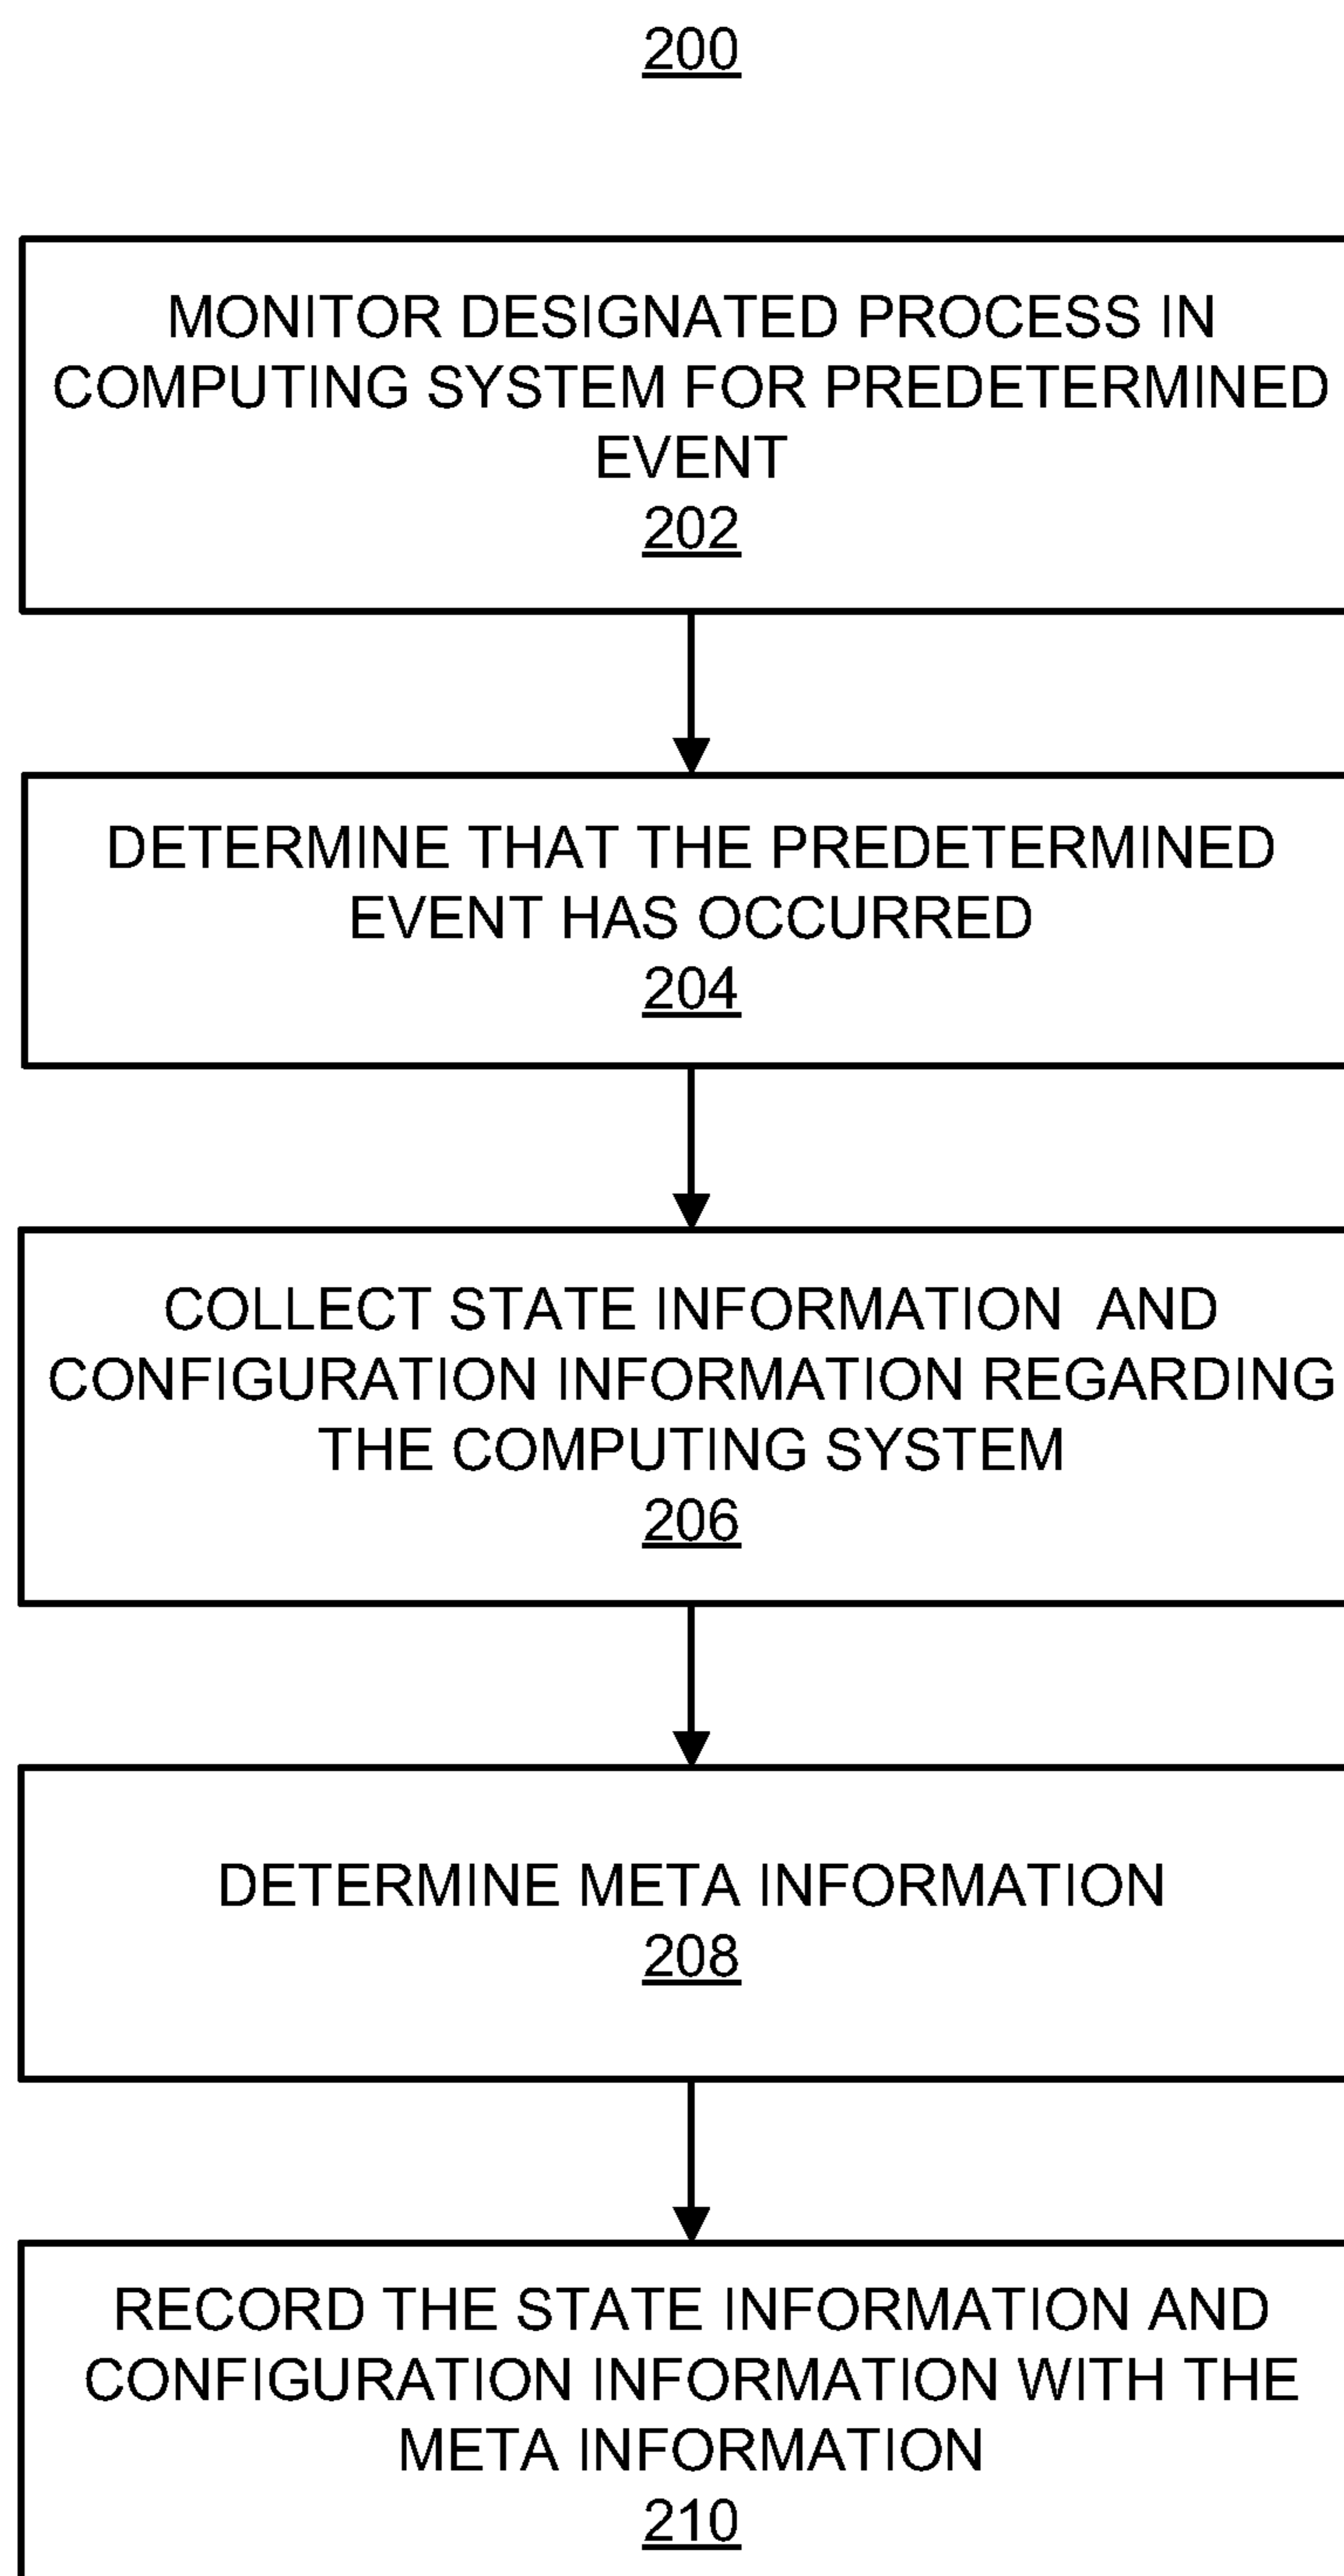 200
MONITOR DESIGNATED PROCESS IN
COMPUTING SYSTEM FOR PREDETERMINED
EVENT
202
DETERMINE THAT THE PREDETERMINED
EVENT HAS OCCURRED
204
COLLECT STATE INFORMATION AND
CONFIGURATION INFORMATION REGARDING
THE COMPUTING SYSTEM
206
DETERMINE META INFORMATION
208
RECORD THE STATE INFORMATION AND
CONFIGURATION INFORMATION WITH THE
META INFORMATION
210